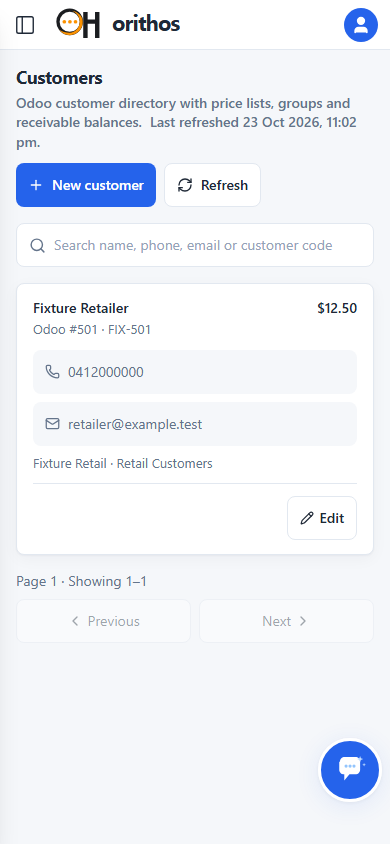 OH orithos
Customers
Odoo customer directory with price lists, groups and
receivable balances. Last refreshed 23 Oct 2026, 11:02
pm.
New customer
Refresh
Search name, phone, email or customer code
Fixture Retailer $12.50
Odoo #501 · FIX-501
0412000000
retailer@example.test
Fixture Retail · Retail Customers
Edit
Page 1 · Showing 1–1
Previous
Next